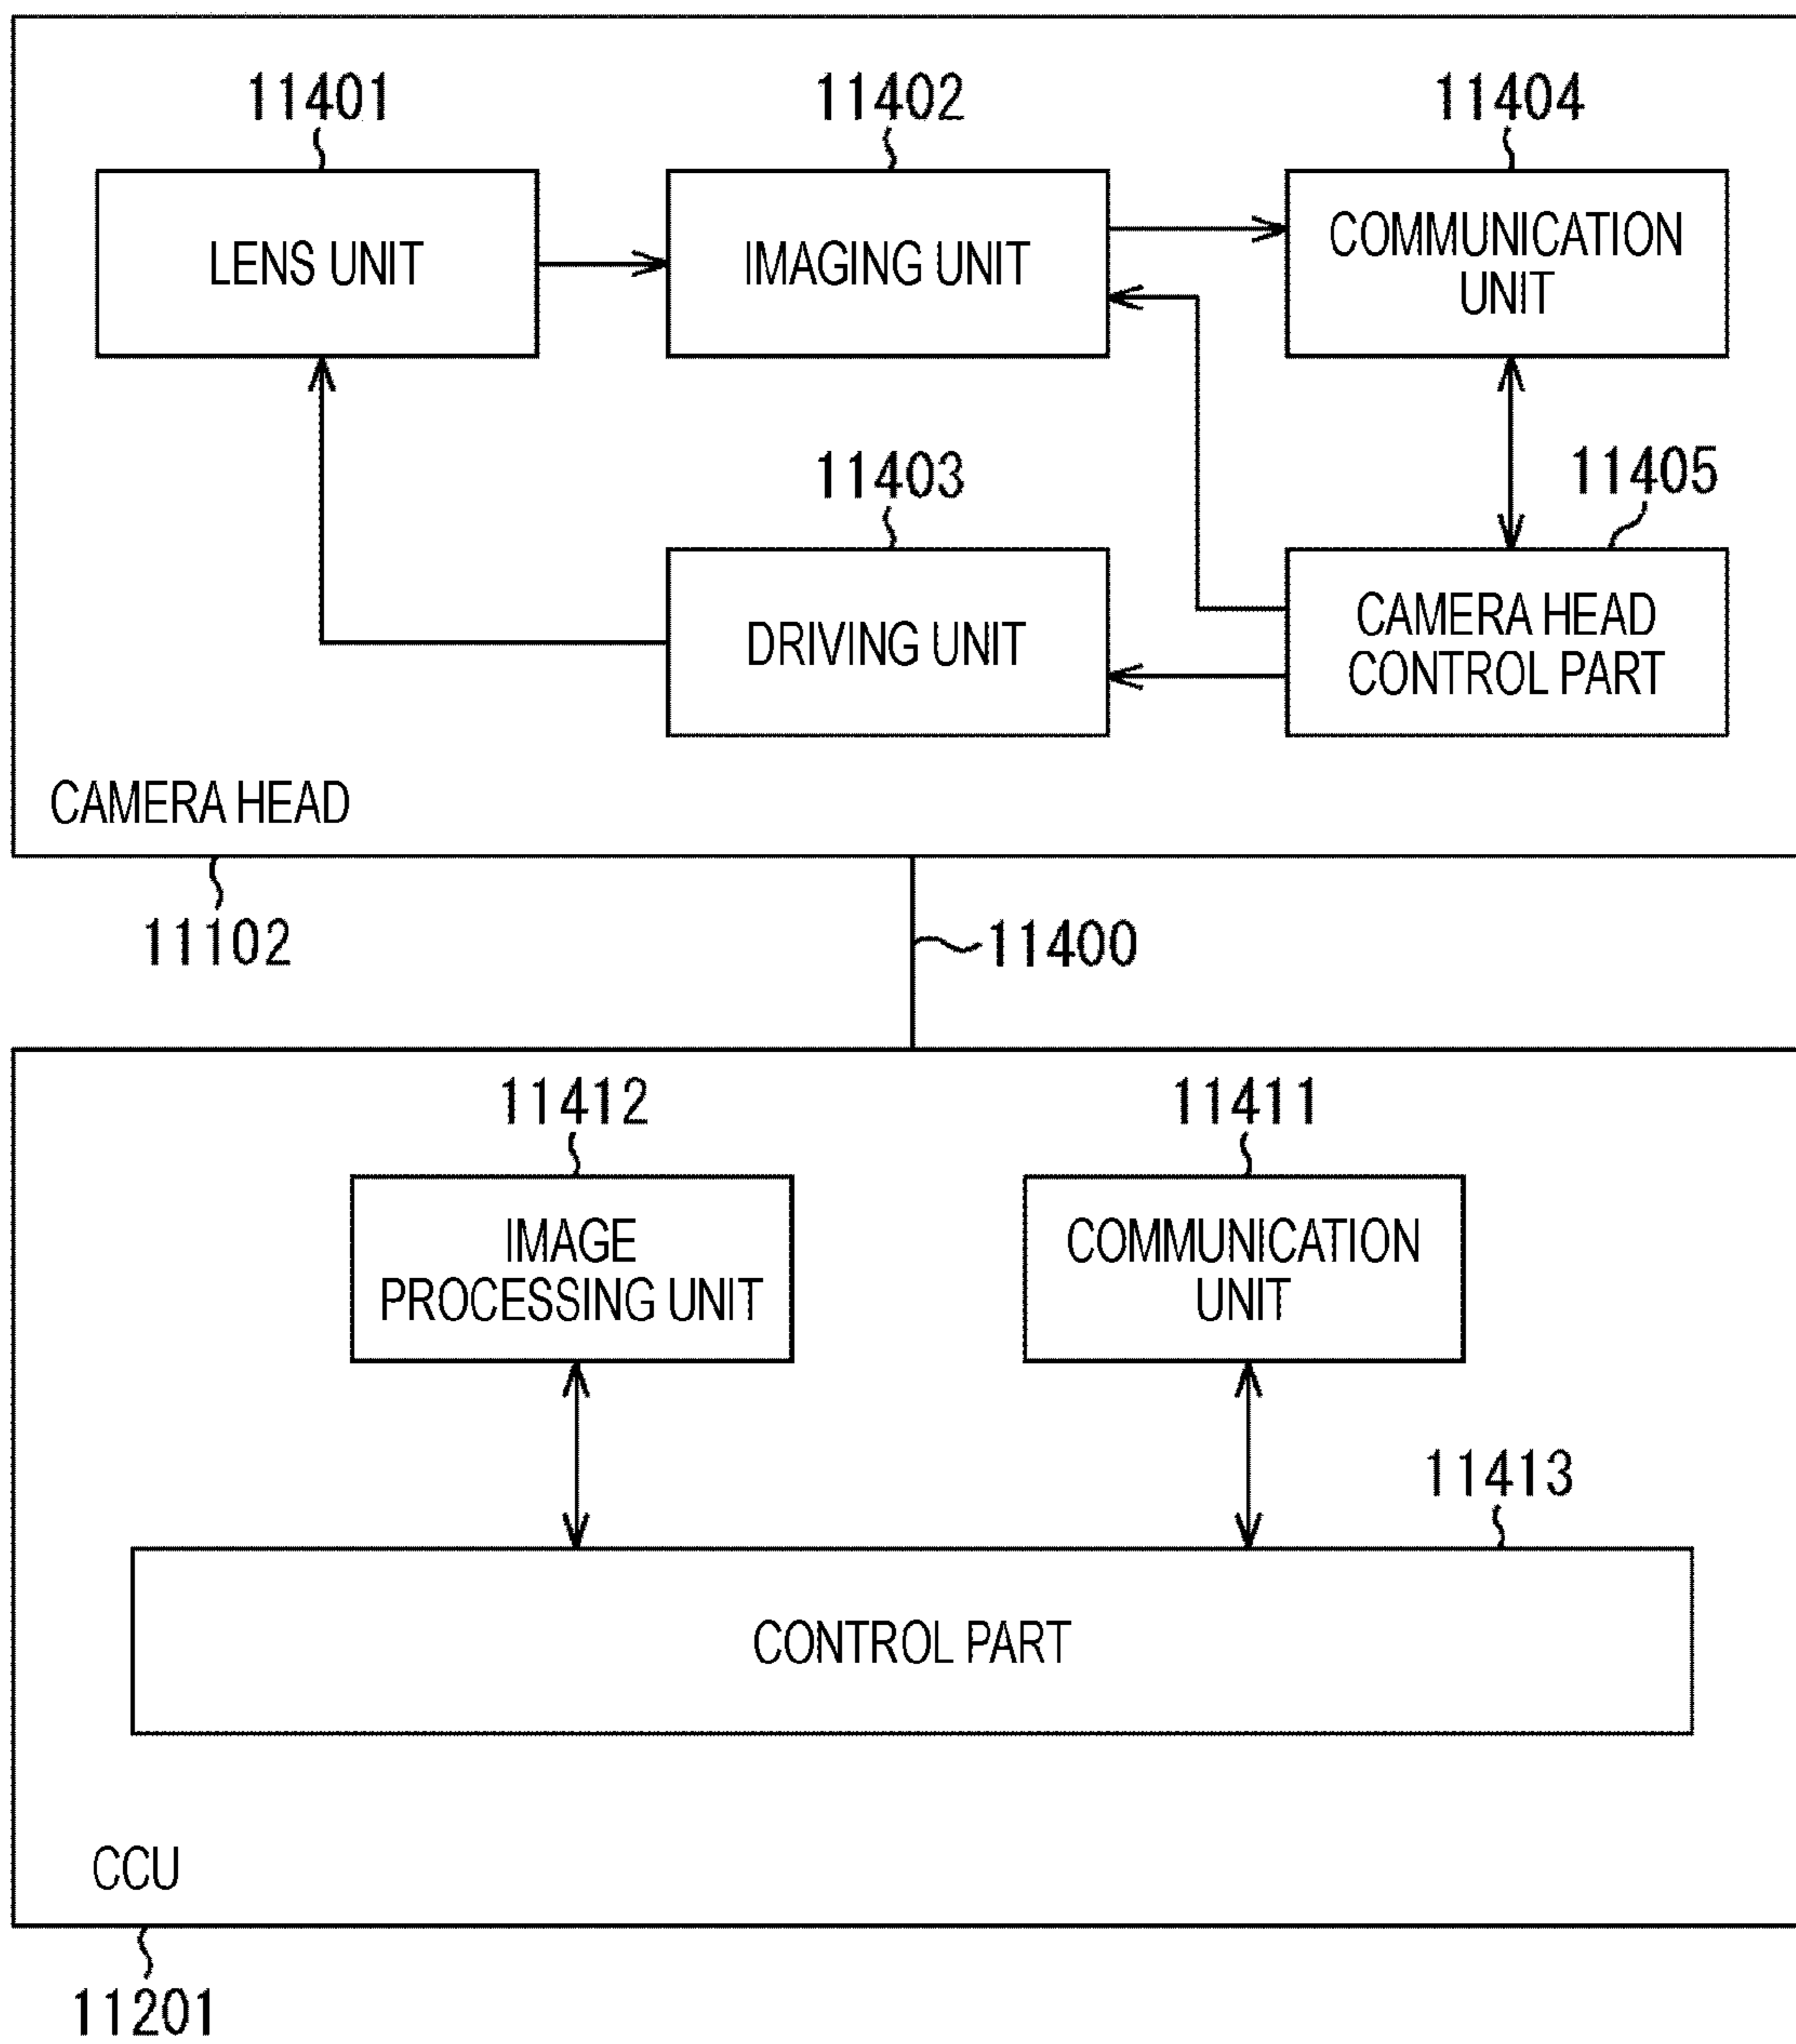 11401
11402
11404
LENS UNIT
IMAGING UNIT
COMMUNICATION
UNIT
11403
11405
DRIVING UNIT
CAMERA HEAD
CONTROL PART
CAMERA HEAD
11102
11400
11412
11411
IMAGE
PROCESSING UNIT
COMMUNICATION
UNIT
11413
CONTROL PART
CCU
11201